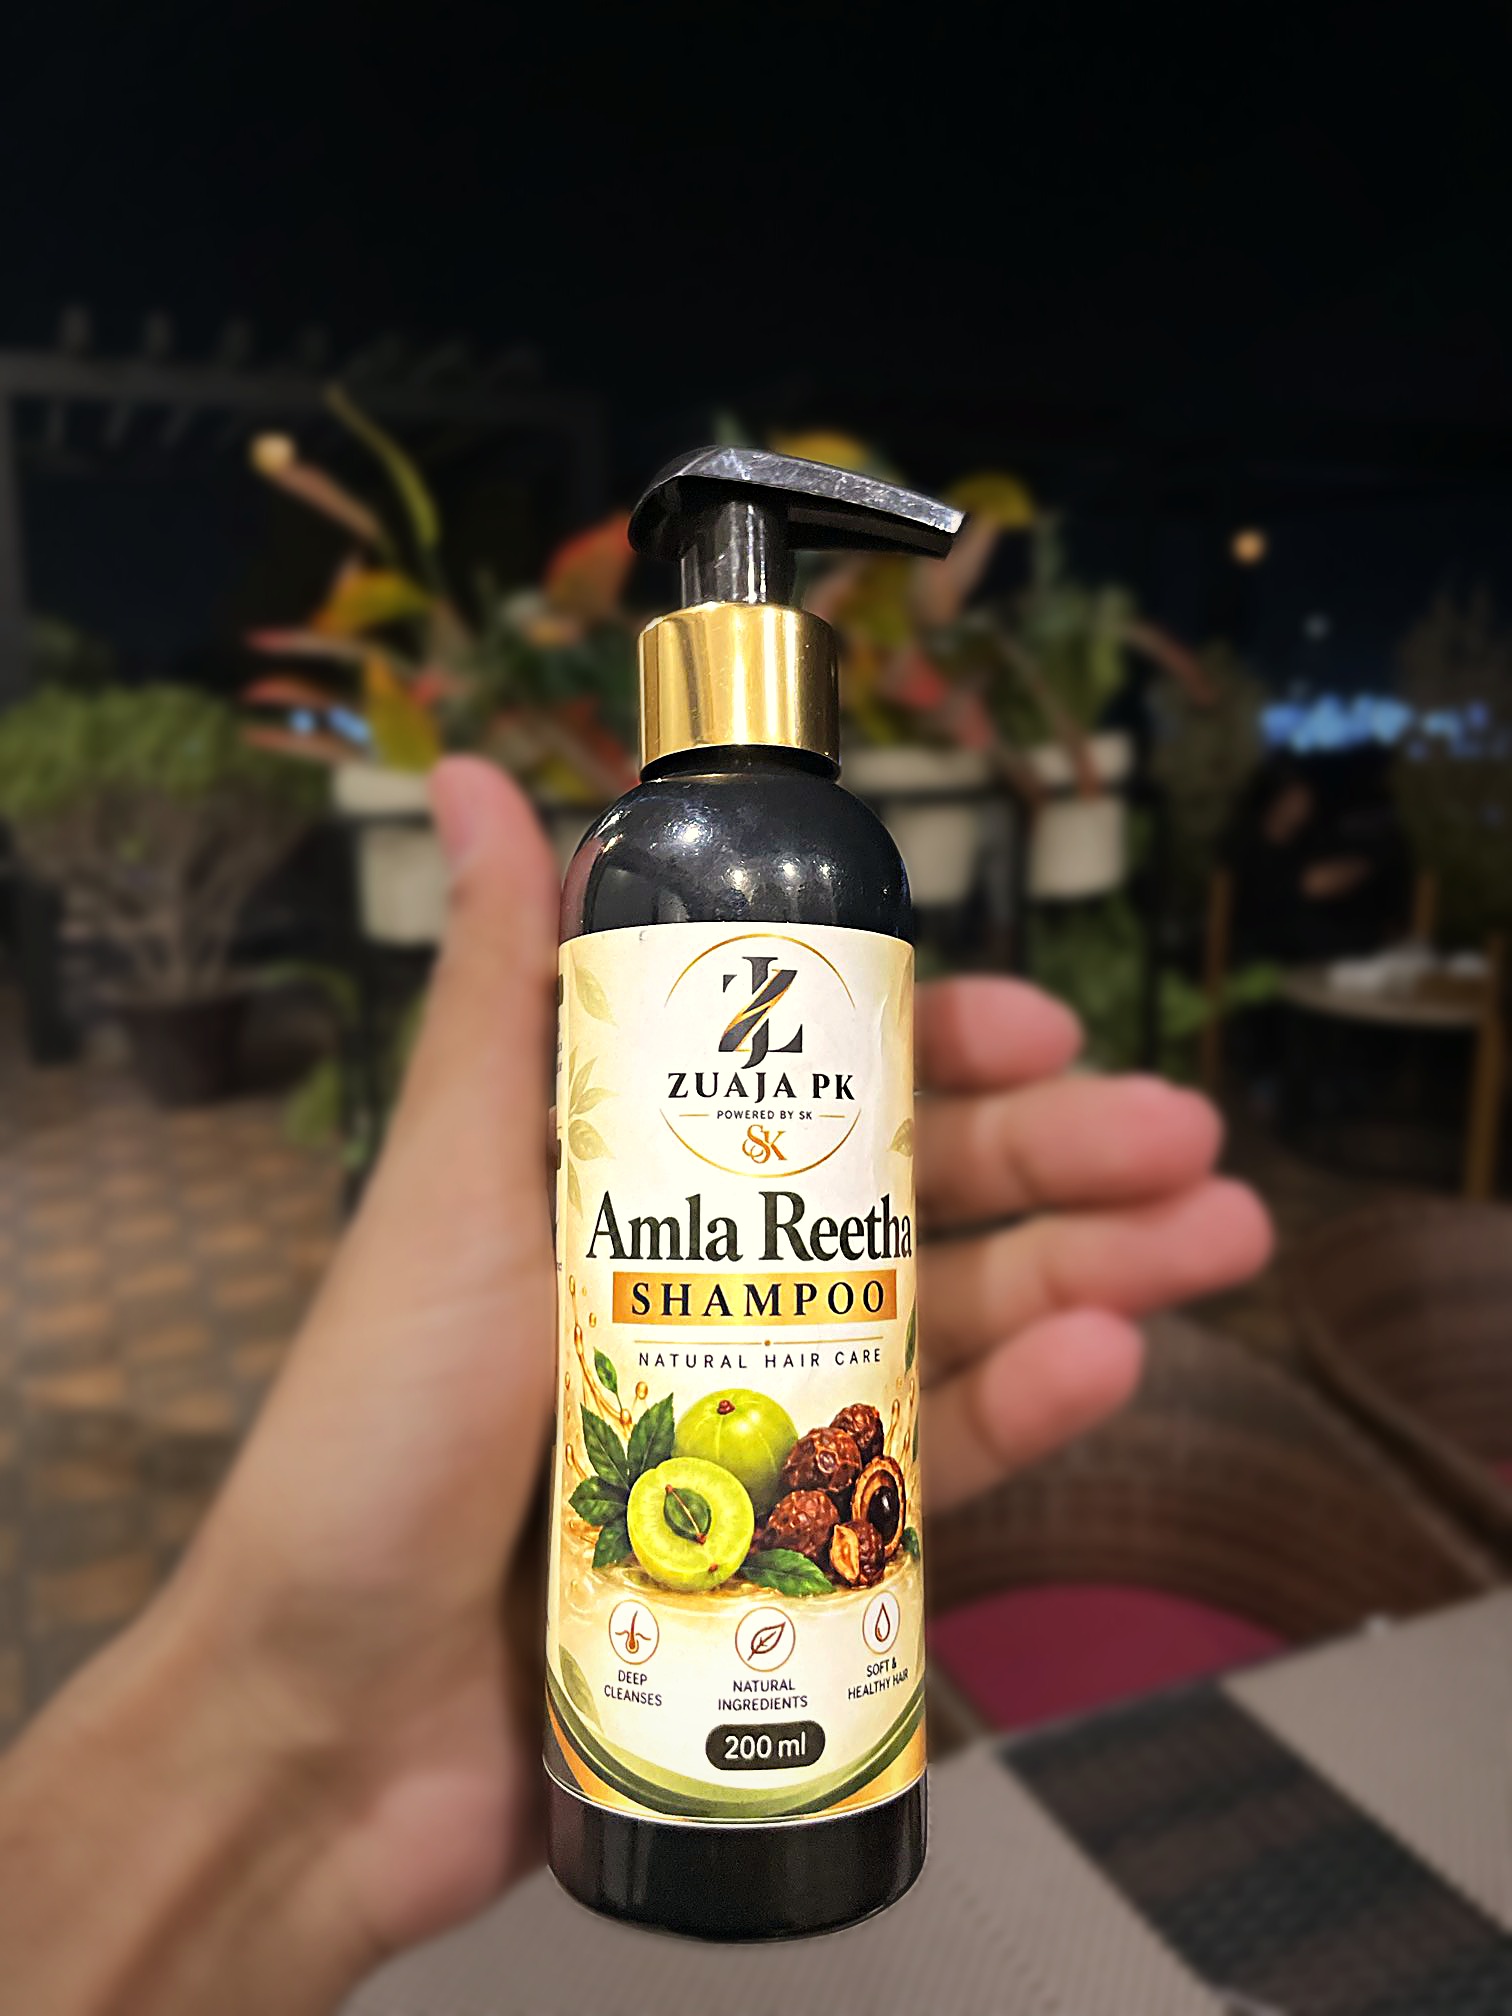 ZJ
ZUAJA PK
POWERED BY SK
SK
Amla Reetha
SHAMPOO
NATURAL HAIR CARE
DEEP
CLEANSES
NATURAL
INGREDIENTS
SOFT &
HEALTHY HAIR
200 ml